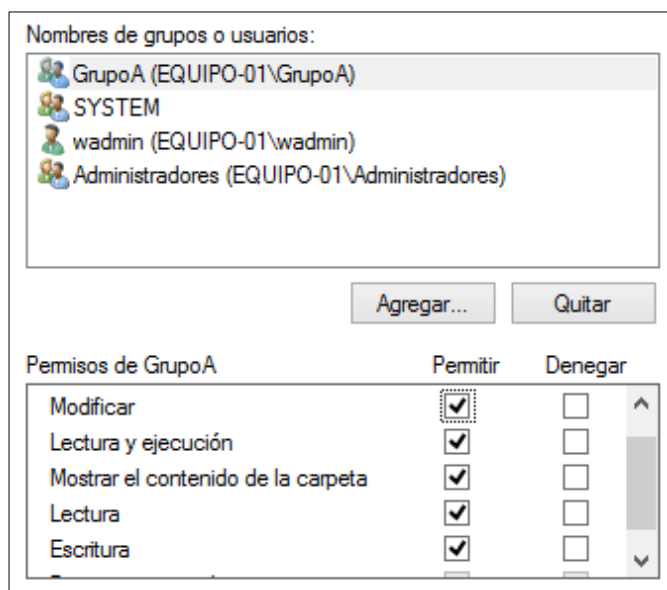 Nombres de grupos o usuarios:
GrupoA (EQUIPO-01\GrupoA)
SYSTEM
wadmin (EQUIPO-01\wadmin)
Administradores (EQUIPO-01\Administradores)
Agregar... Quitar
Permisos de GrupoA Permitir Denegar
Modificar
Lectura y ejecución
Mostrar el contenido de la carpeta
Lectura
Escritura